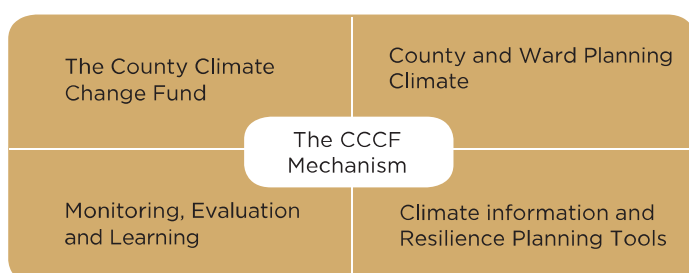 The County Climate
Change Fund
County and Ward Planning
Climate
The CCCF
Mechanism
Monitoring, Evaluation
and Learning
Climate information and
Resilience Planning Tools